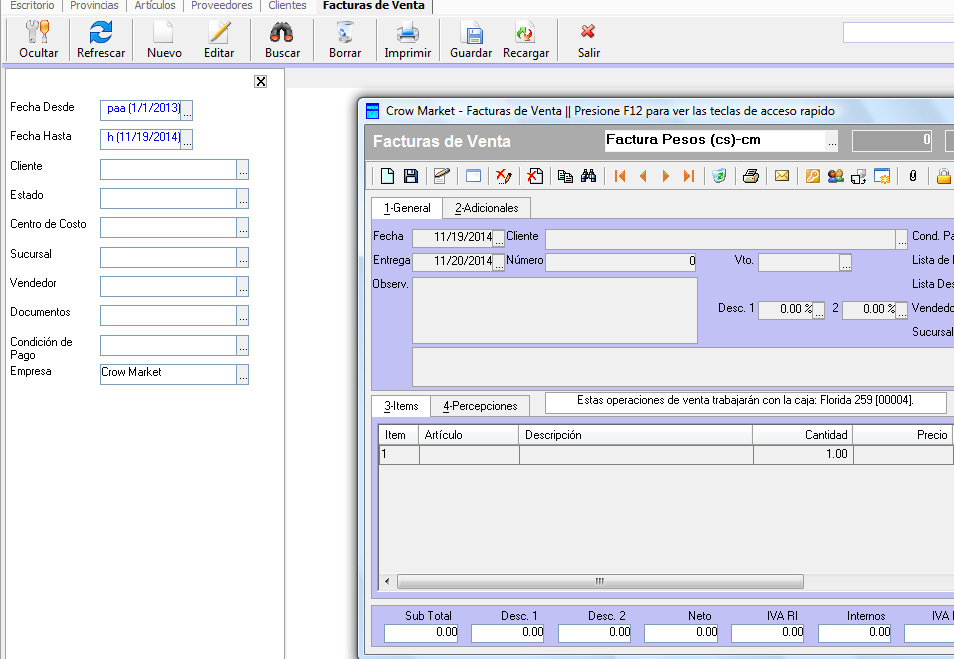 Escritorio Provincias Artículos Proveedores Clientes Facturas de Venta
Ocultar Refrescar Nuevo Editar Buscar Borrar Imprimir Guardar Recargar Salir
X
Fecha Desde paa (1/1/2013) ...
Fecha Hasta h (11/19/2014) ...
Cliente ...
Estado ...
Centro de Costo ...
Sucursal ...
Vendedor ...
Documentos ...
Condición de
Pago ...
Empresa Crow Market ...
Crow Market - Facturas de Venta || Presione F12 para ver las teclas de acceso rapido
Facturas de Venta Factura Pesos (cs)-cm ... 0
1-General 2-Adicionales
Fecha 11/19/2014 ... Cliente ... Cond. Pa
Entrega 11/20/2014 ... Número 0 Vto. ... Lista de
Observ. Lista Des
Desc. 1 0.00 % ... 2 0.00 % ... Vendedo
Sucursal
3-Items 4-Percepciones Estas operaciones de venta trabajarán con la caja: Florida 259 [00004].
Item Artículo Descripción Cantidad Precio
1 1.00
Sub Total Desc. 1 Desc. 2 Neto IVA RI Internos IVA
0.00 0.00 0.00 0.00 0.00 0.00